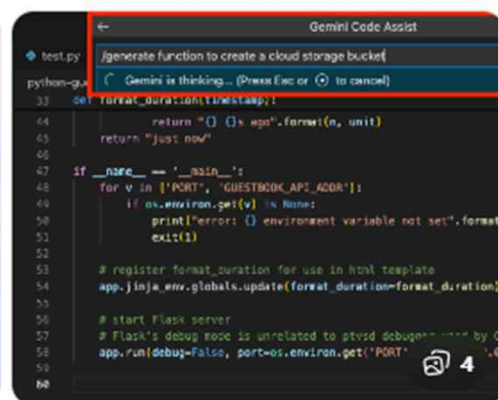 ← Gemini Code Assist
test.py
/generate function to create a cloud storage bucket
Gemini is thinking... (Press Esc or to cancel)
python-gu
33 def format_duration(timestamp):
44 return "{} {}s ago".format(n, unit)
45 return "just now"
46
47 if __name__ == '__main__':
48 for v in ['PORT', 'GUESTBOOK_API_ADDR']:
49 if os.environ.get(v) is None:
50 print("error: {} environment variable not set".format
51 exit(1)
52
53 # register format_duration for use in html template
54 app.jinja_env.globals.update(format_duration=format_duration)
55
56 # start Flask server
57 # Flask's debug mode is unrelated to ptvsd debugger used by C
58 app.run(debug=False, port=os.environ.get('PORT'
59
60
4